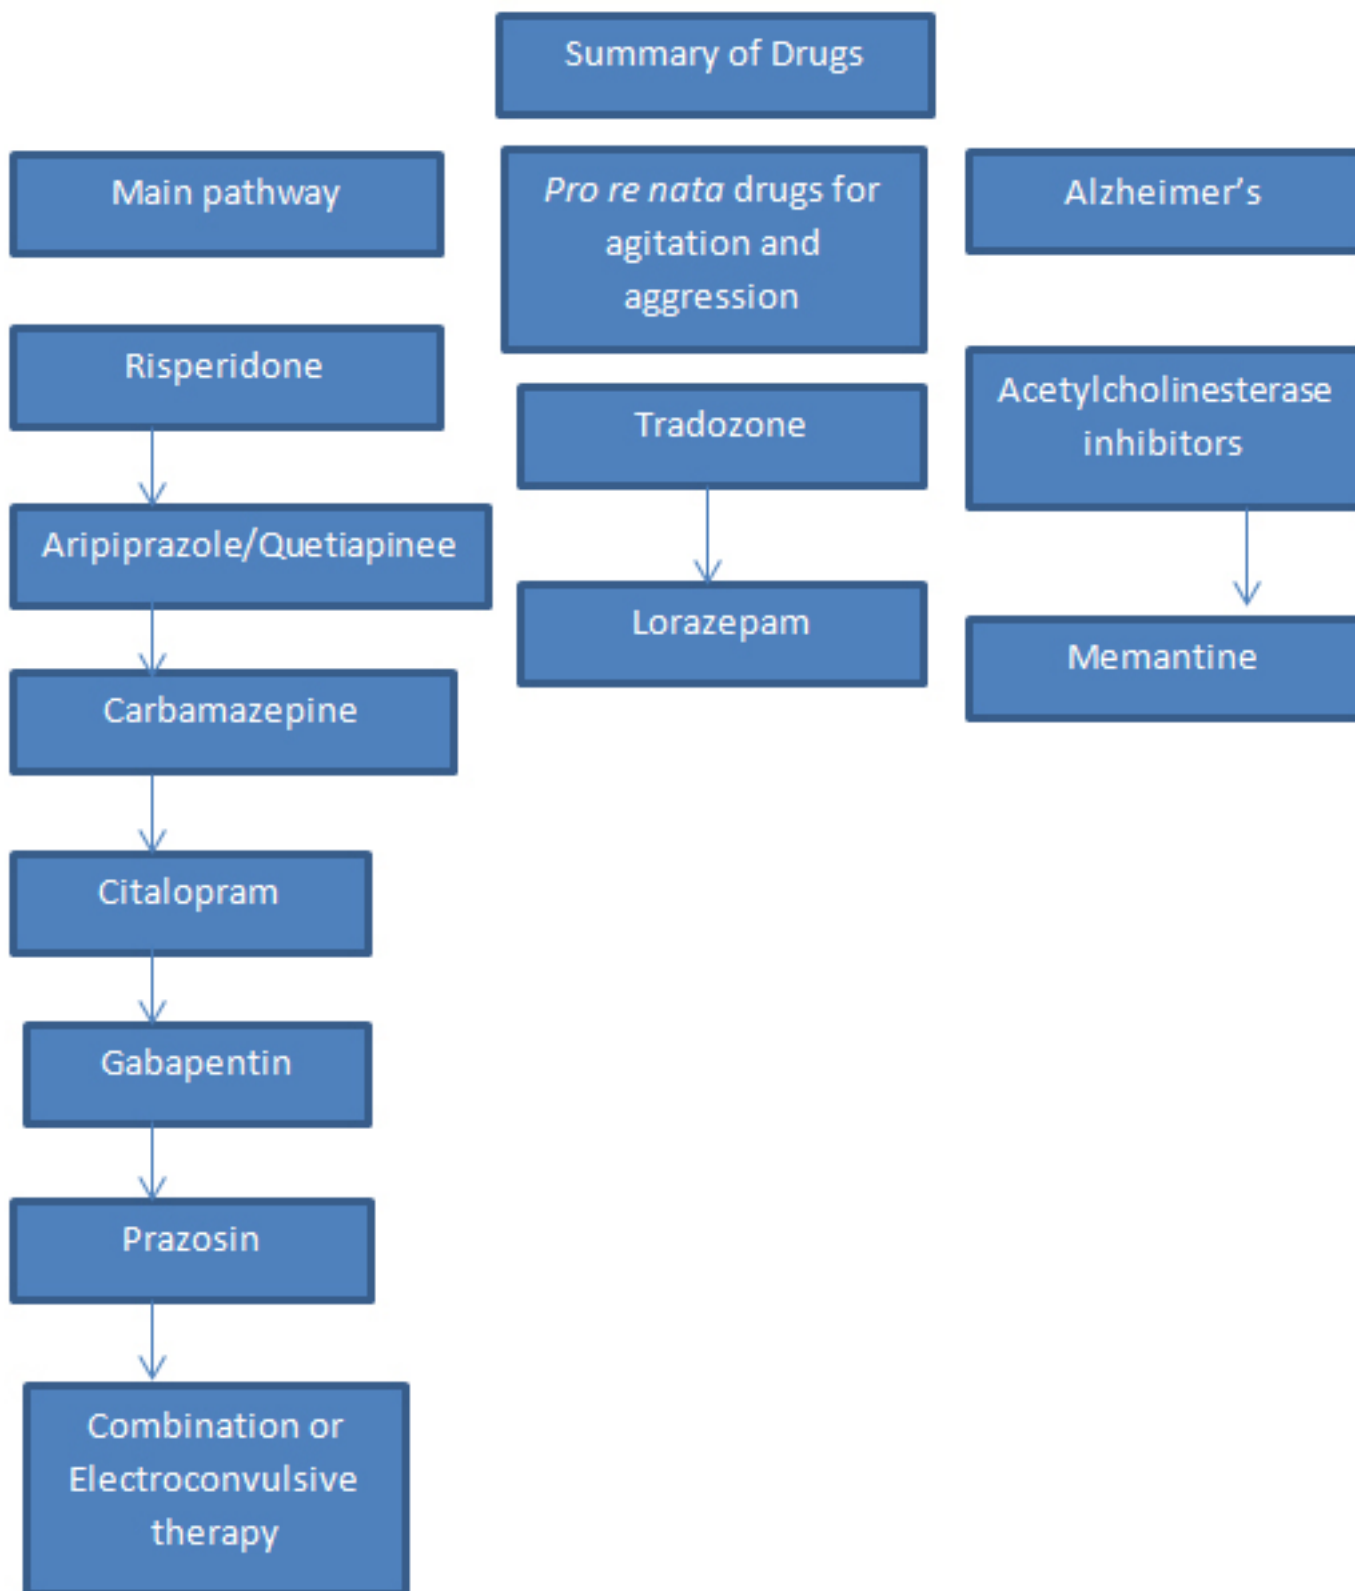 Summary of Drugs
Main pathway
Risperidone
Aripiprazole/Quetiapinee
Carbamazepine
Citalopram
Gabapentin
Prazosin
Combination or
Electroconvulsive
therapy
Pro re nata drugs for
agitation and
aggression
Tradozone
Lorazepam
Alzheimer’s
Acetylcholinesterase
inhibitors
Memantine